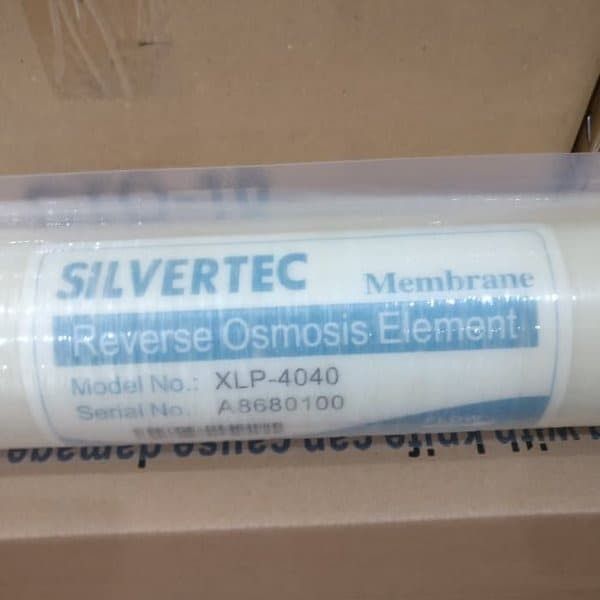 SILVERTEC
Membrane
Reverse Osmosis Element
Model No.: XLP-4040
Serial No. A8680100
with knife can cause damage